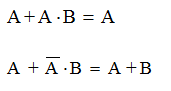 A+A·B = A
A + A̅·B = A+B